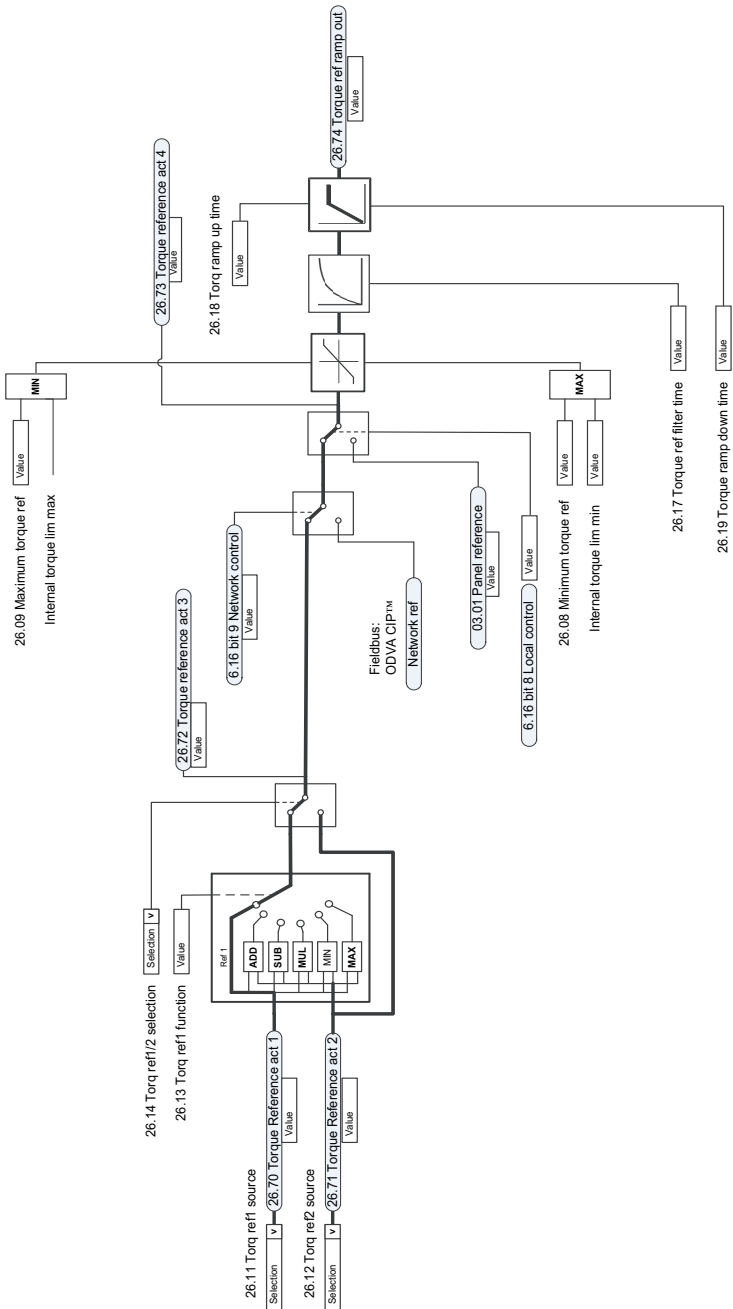 26.11 Torq ref1 source
Selection
v
26.70 Torque Reference act 1
Value
26.12 Torq ref2 source
Selection
v
26.71 Torque Reference act 2
Value
26.14 Torq ref1/2 selection
Selection
v
26.13 Torq ref1 function
Value
Ref 1
ADD
SUB
MUL
MIN
MAX
26.72 Torque reference act 3
Value
6.16 bit 9 Network control
Value
Fieldbus:
ODVA CIP™
Network ref
03.01 Panel reference
Value
6.16 bit 8 Local control
Value
26.73 Torque reference act 4
Value
26.09 Maximum torque ref
Value
Internal torque lim max
MIN
26.08 Minimum torque ref
Value
Internal torque lim min
Value
MAX
26.18 Torq ramp up time
Value
26.17 Torque ref filter time
Value
26.19 Torque ramp down time
Value
26.74 Torque ref ramp out
Value